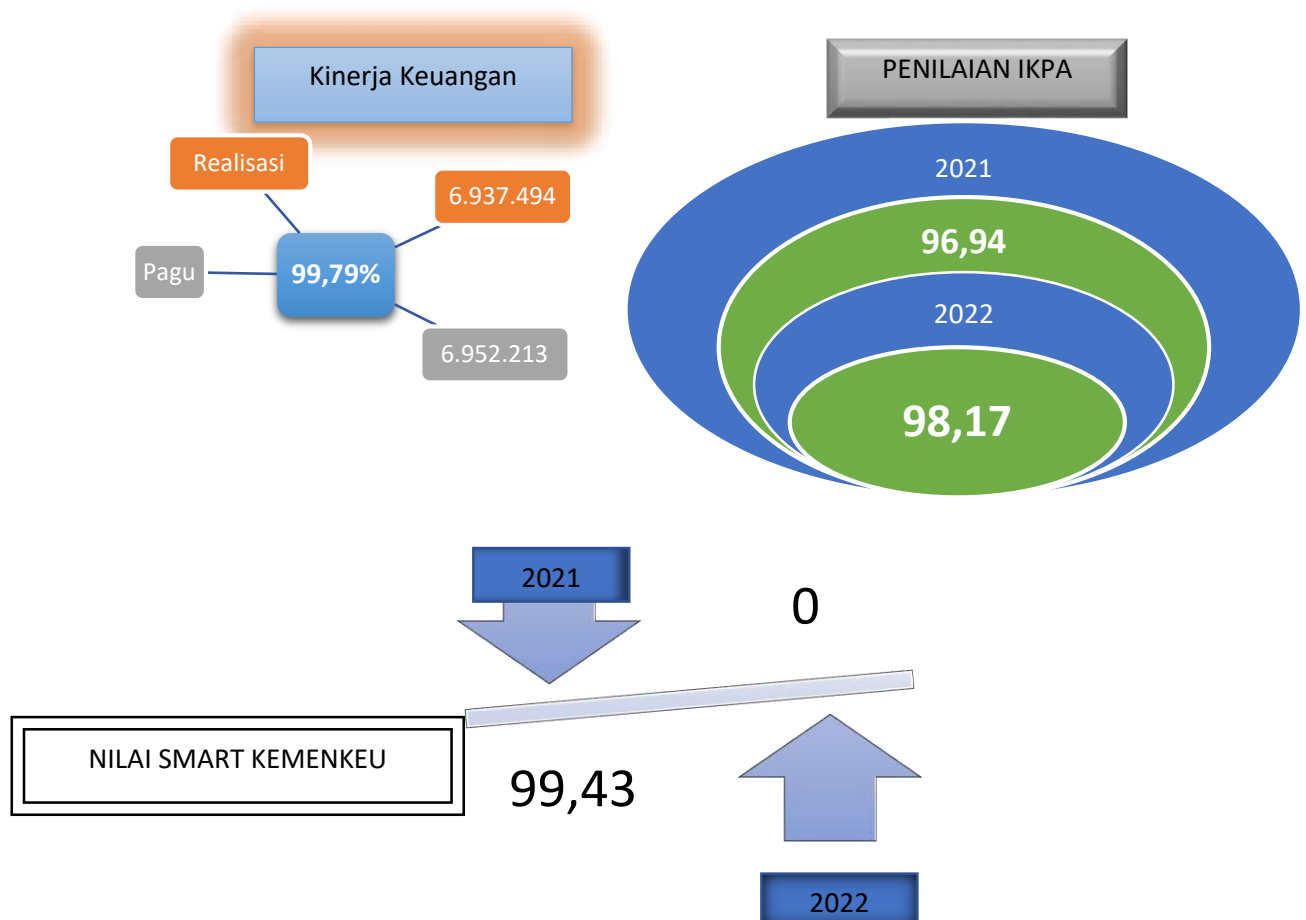 Kinerja Keuangan
Realisasi
6.937.494
Pagu
99,79%
6.952.213
PENILAIAN IKPA
2021
96,94
2022
98,17
2021
0
NILAI SMART KEMENKEU
99,43
2022